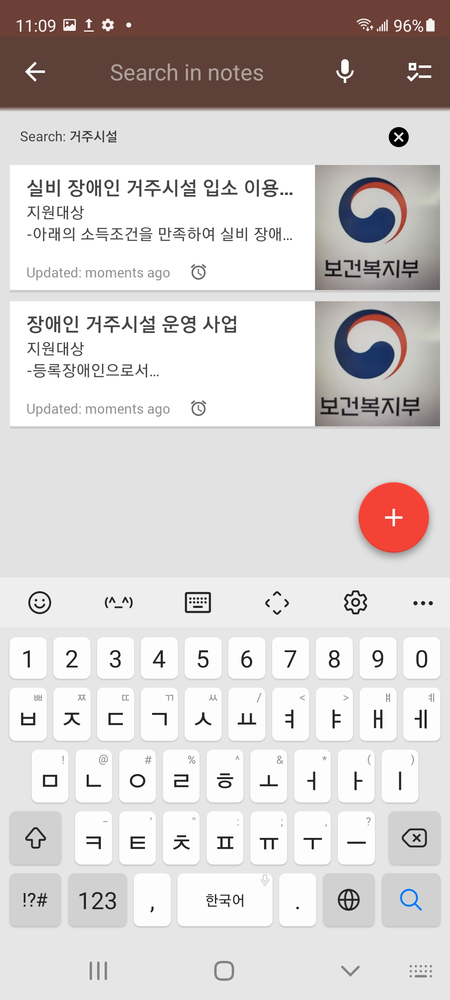 11:09 96%
Search in notes
Search: 거주시설
실비 장애인 거주시설 입소 이용...
지원대상
-아래의 소득조건을 만족하여 실비 장애...
Updated: moments ago
보건복지부
장애인 거주시설 운영 사업
지원대상
-등록장애인으로서...
Updated: moments ago
보건복지부
+
(^_^)
1 2 3 4 5 6 7 8 9 0
ㅃ ㅉ ㄸ ㄲ ㅆ / < > ㅒ ㅖ
ㅂ ㅈ ㄷ ㄱ ㅅ ㅛ ㅕ ㅑ ㅐ ㅔ
! @ # % ^ & * ( )
ㅁ ㄴ ㅇ ㄹ ㅎ ㅗ ㅓ ㅏ ㅣ
- ' " : ; , ?
ㅋ ㅌ ㅊ ㅍ ㅠ ㅜ ㅡ
!?# 123 , 한국어 .